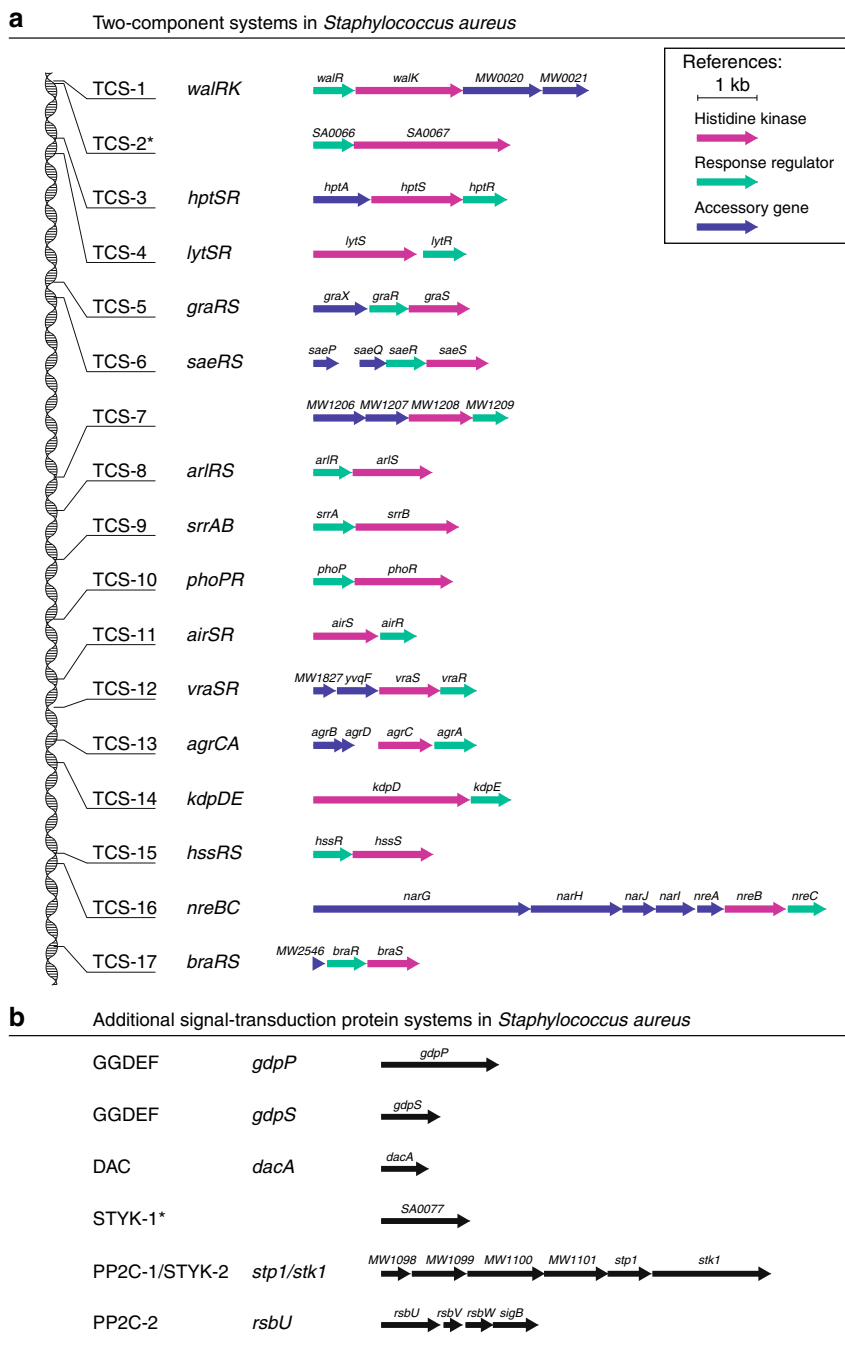 a Two-component systems in Staphylococcus aureus
References:
1 kb
Histidine kinase
Response regulator
Accessory gene
TCS-1 walRK walR walK MW0020 MW0021
TCS-2* SA0066 SA0067
TCS-3 hptSR hptA hptS hptR
TCS-4 lytSR lytS lytR
TCS-5 graRS graX graR graS
TCS-6 saeRS saeP saeQ saeR saeS
TCS-7 MW1206 MW1207 MW1208 MW1209
TCS-8 arlRS arlR arlS
TCS-9 srrAB srrA srrB
TCS-10 phoPR phoP phoR
TCS-11 airSR airS airR
TCS-12 vraSR MW1827 yvqF vraS vraR
TCS-13 agrCA agrB agrD agrC agrA
TCS-14 kdpDE kdpD kdpE
TCS-15 hssRS hssR hssS
TCS-16 nreBC narG narH narJ narI nreA nreB nreC
TCS-17 braRS MW2546 braR braS
b Additional signal-transduction protein systems in Staphylococcus aureus
GGDEF gdpP gdpP
GGDEF gdpS gdpS
DAC dacA dacA
STYK-1* SA0077
PP2C-1/STYK-2 stp1/stk1 MW1098 MW1099 MW1100 MW1101 stp1 stk1
PP2C-2 rsbU rsbU rsbV rsbW sigB